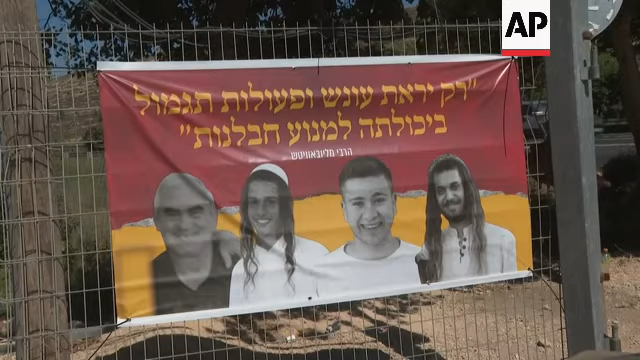 AP
"רק יראת עונש ופעולות תגמול
ביכולתה למנוע חבלנות"
הרבי מליובאוויטש